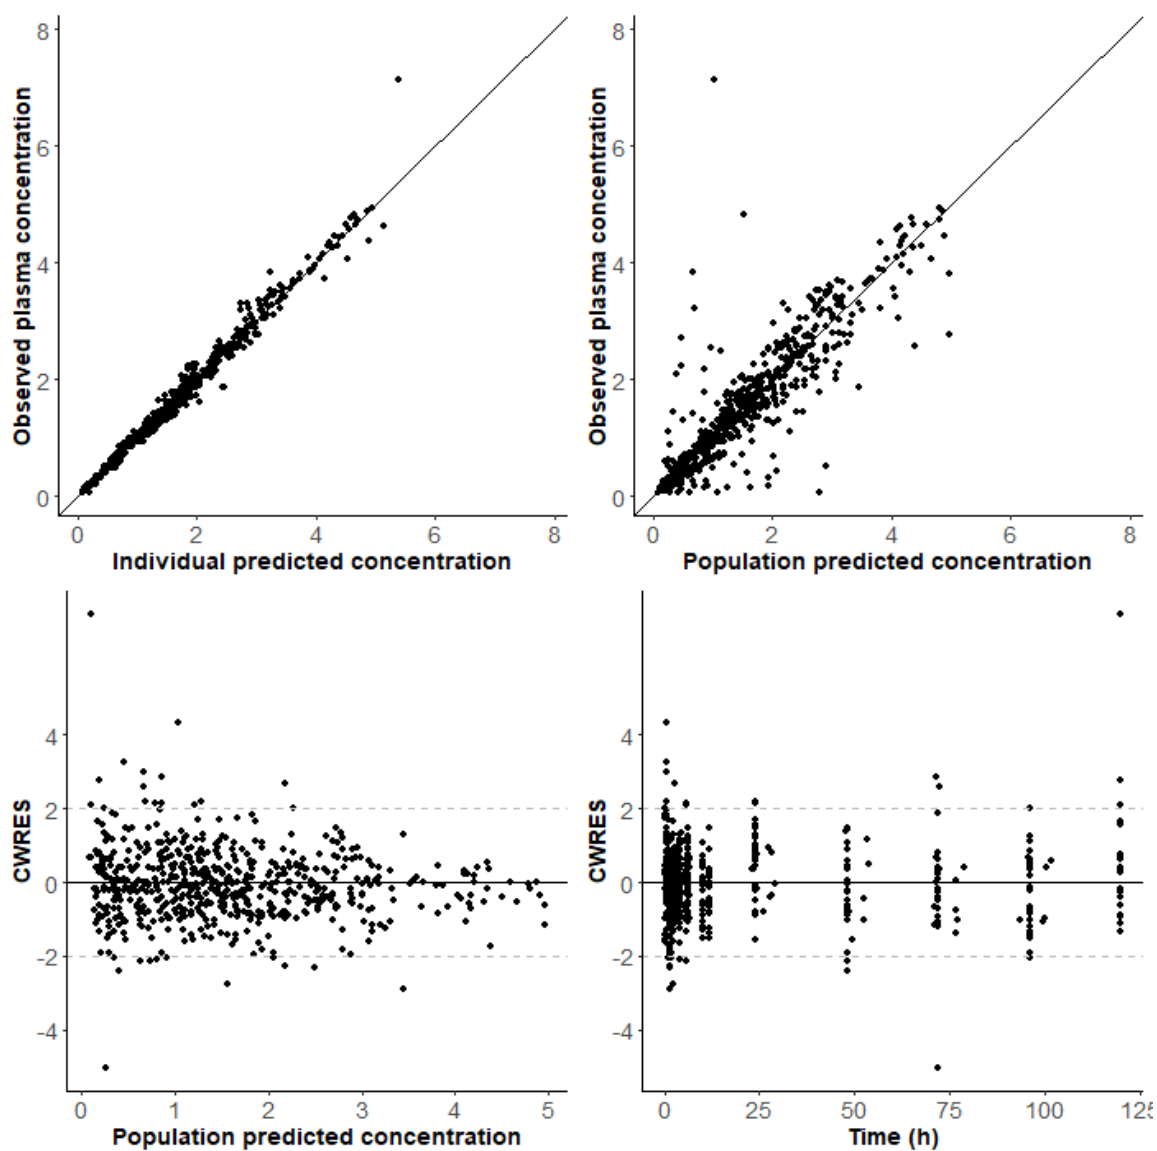 Observed plasma concentration
8
6
4
2
0
0 2 4 6 8
Individual predicted concentration
Observed plasma concentration
8
6
4
2
0
0 2 4 6 8
Population predicted concentration
CWRES
4
2
0
-2
-4
0 1 2 3 4 5
Population predicted concentration
CWRES
4
2
0
-2
-4
0 25 50 75 100 125
Time (h)